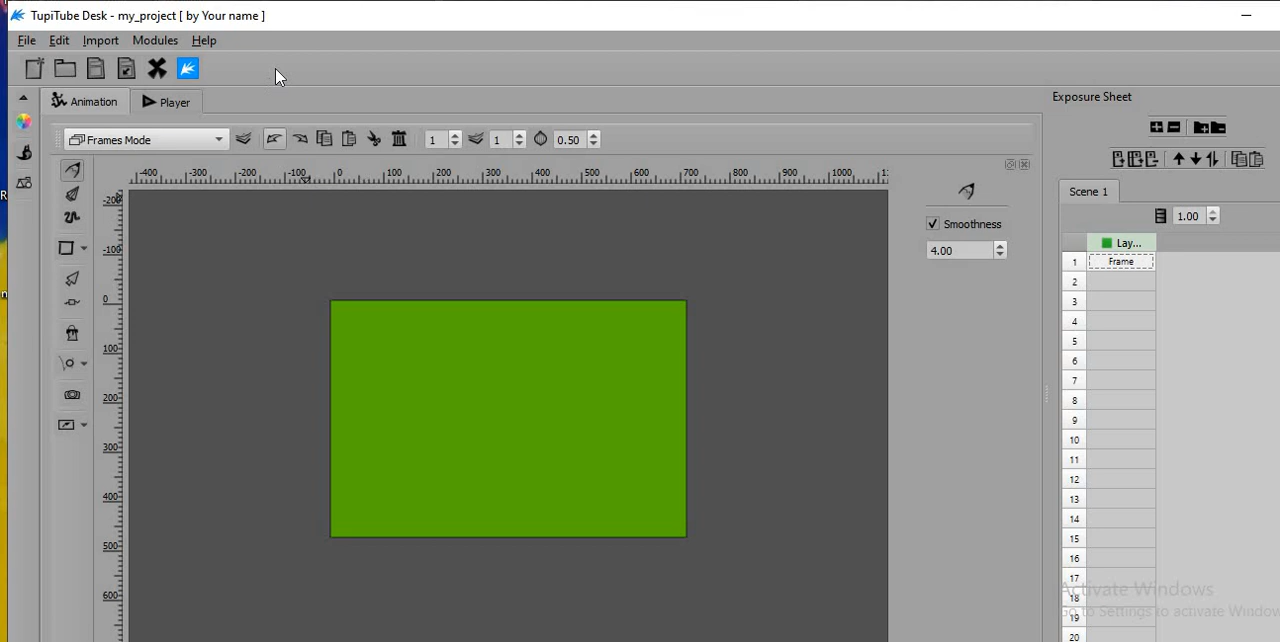 TupiTube Desk - my_project [ by Your name ]
File Edit Import Modules Help
Animation Player
Exposure Sheet
Frames Mode 1 1 0.50
-400 -300 -200 -100 0 100 200 300 400 500 600 700 800 900 1000
Scene 1
-200
-100
0
100
200
300
400
500
600
Smoothness
4.00
1.00
Lay...
1 Frame
2
3
4
5
6
7
8
9
10
11
12
13
14
15
16
17
18
19
20
Activate Windows
Go to Settings to activate Window
R
n